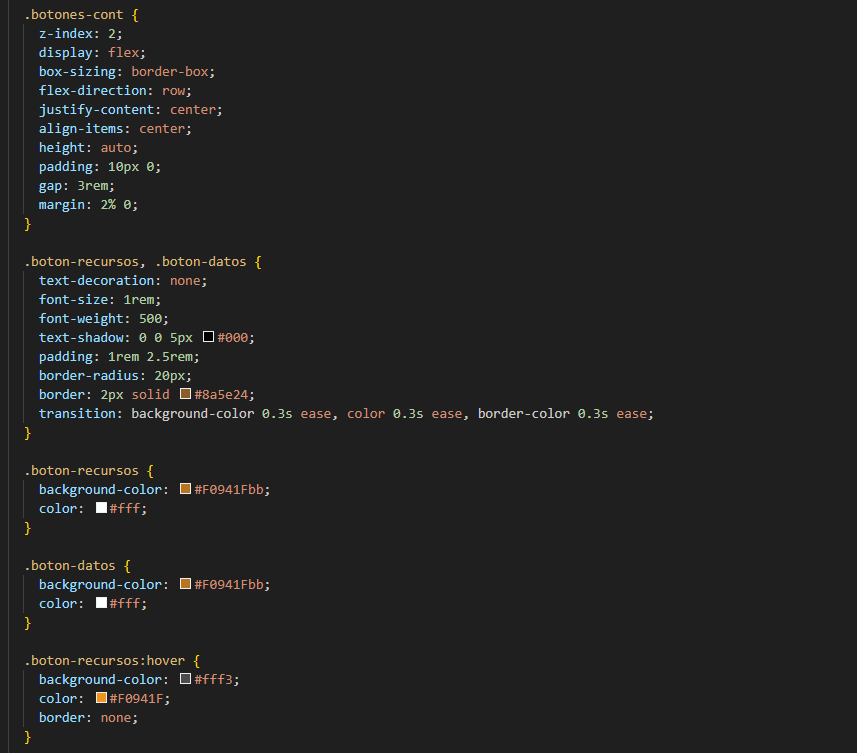 .botones-cont {
z-index: 2;
display: flex;
box-sizing: border-box;
flex-direction: row;
justify-content: center;
align-items: center;
height: auto;
padding: 10px 0;
gap: 3rem;
margin: 2% 0;
}
.boton-recursos, .boton-datos {
text-decoration: none;
font-size: 1rem;
font-weight: 500;
text-shadow: 0 0 5px #000;
padding: 1rem 2.5rem;
border-radius: 20px;
border: 2px solid #8a5e24;
transition: background-color 0.3s ease, color 0.3s ease, border-color 0.3s ease;
}
.boton-recursos {
background-color: #F0941Fbb;
color: #fff;
}
.boton-datos {
background-color: #F0941Fbb;
color: #fff;
}
.boton-recursos:hover {
background-color: #fff3;
color: #F0941F;
border: none;
}